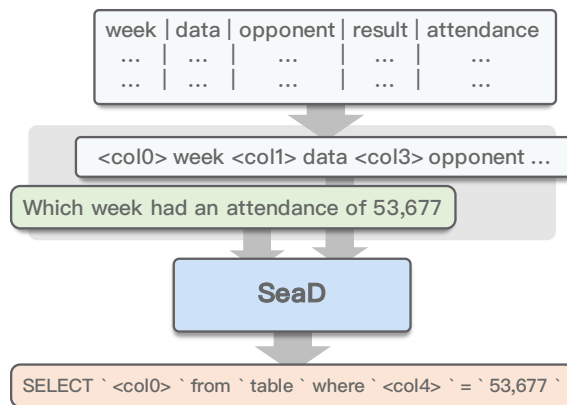 week | data | opponent | result | attendance
... | ... | ... | ... | ...
... | ... | ... | ... | ...
<col0> week <col1> data <col3> opponent ...
Which week had an attendance of 53,677
SeaD
SELECT ` <col0> ` from ` table ` where ` <col4> ` = ` 53,677 `